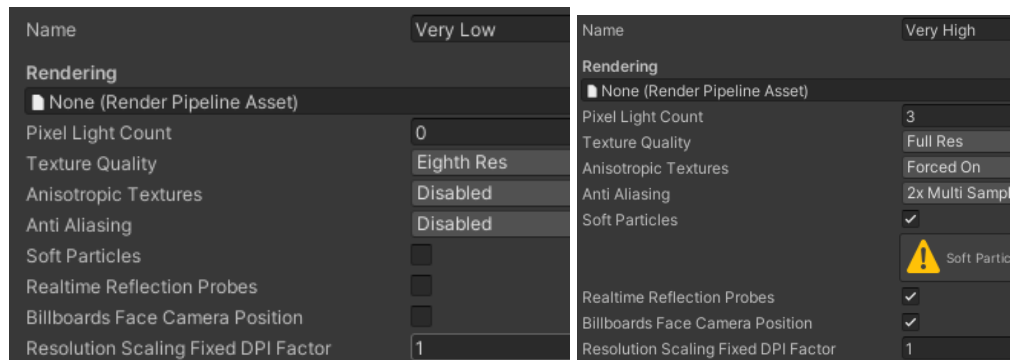 Name Very Low
Rendering
None (Render Pipeline Asset)
Pixel Light Count 0
Texture Quality Eighth Res
Anisotropic Textures Disabled
Anti Aliasing Disabled
Soft Particles
Realtime Reflection Probes
Billboards Face Camera Position
Resolution Scaling Fixed DPI Factor 1
Name Very High
Rendering
None (Render Pipeline Asset)
Pixel Light Count 3
Texture Quality Full Res
Anisotropic Textures Forced On
Anti Aliasing 2x Multi Sampl
Soft Particles
Soft Partic
Realtime Reflection Probes
Billboards Face Camera Position
Resolution Scaling Fixed DPI Factor 1